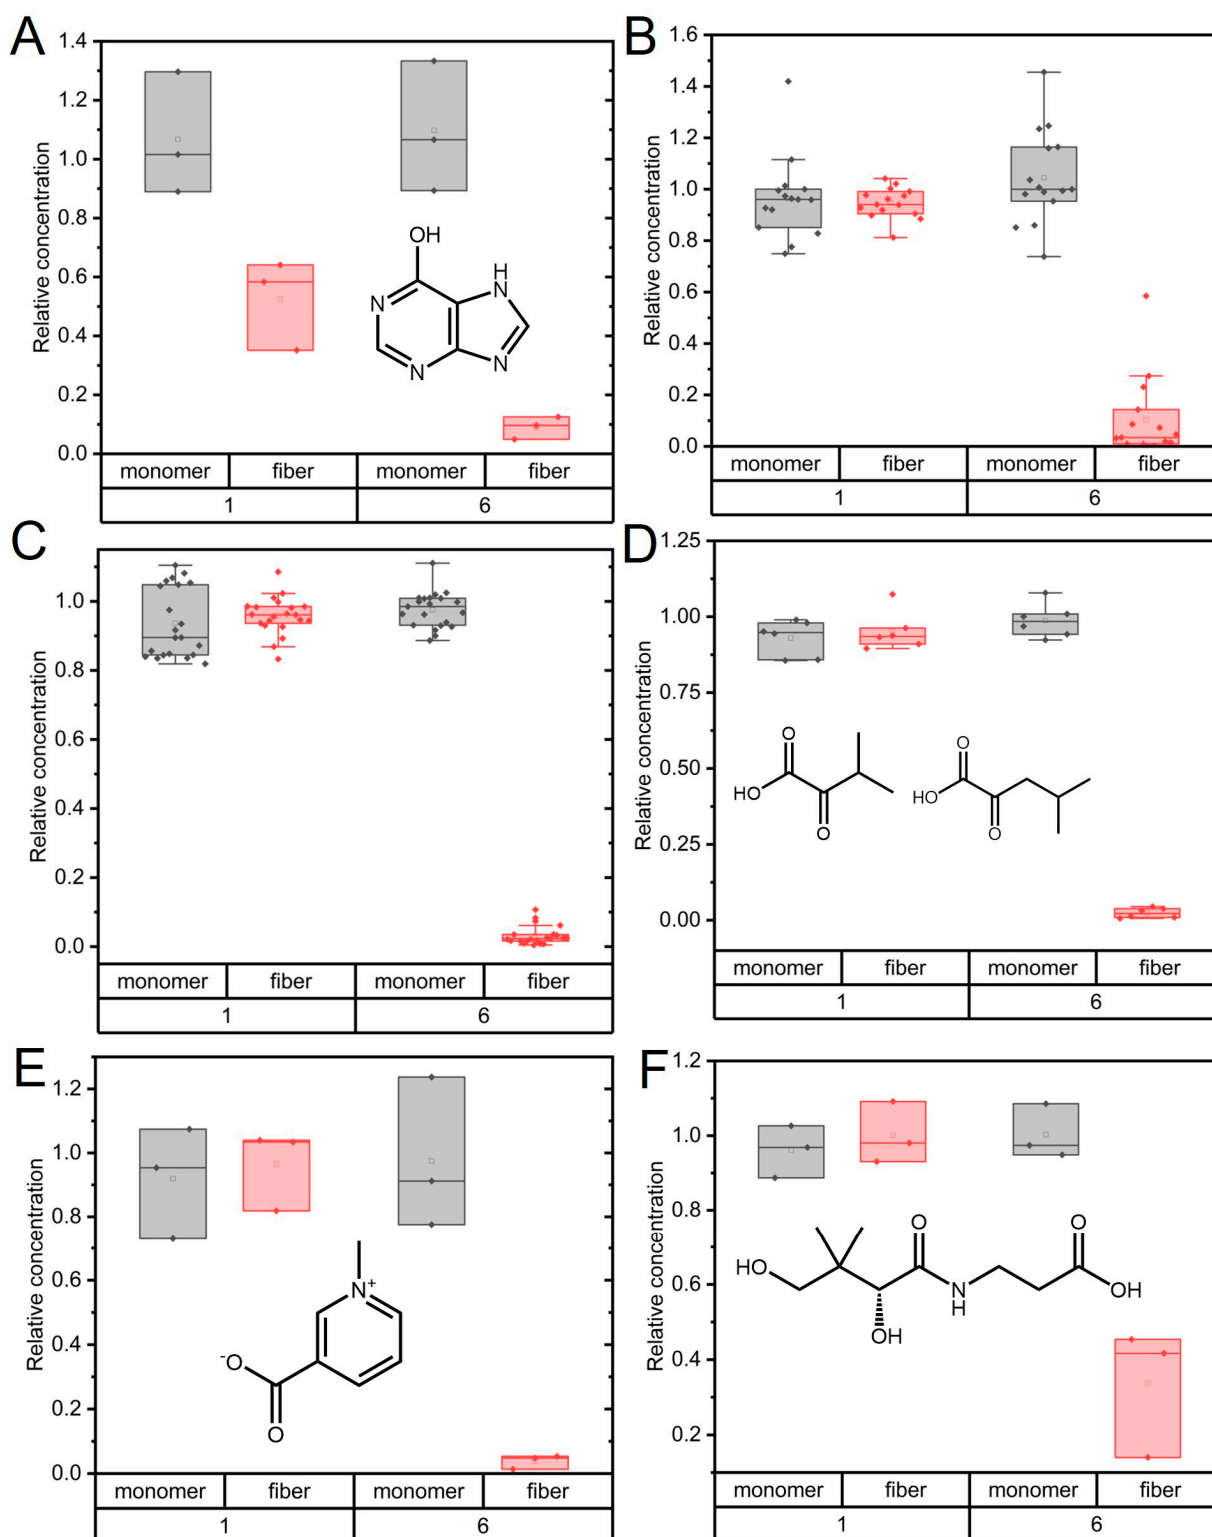 A
1.4
1.2
1.0
0.8
0.6
0.4
0.2
0.0
Relative concentration
OH
N
N
H
N
N
monomer fiber monomer fiber
1 6
B
1.6
1.4
1.2
1.0
0.8
0.6
0.4
0.2
0.0
Relative concentration
monomer fiber monomer fiber
1 6
C
1.0
0.8
0.6
0.4
0.2
0.0
Relative concentration
monomer fiber monomer fiber
1 6
D
1.25
1.00
0.75
0.50
0.25
0.00
Relative concentration
O
HO
O
O
HO
O
monomer fiber monomer fiber
1 6
E
1.2
1.0
0.8
0.6
0.4
0.2
0.0
Relative concentration
N+
-O
O
monomer fiber monomer fiber
1 6
F
1.2
1.0
0.8
0.6
0.4
0.2
Relative concentration
O O
HO
N
H
OH
OH
monomer fiber monomer fiber
1 6